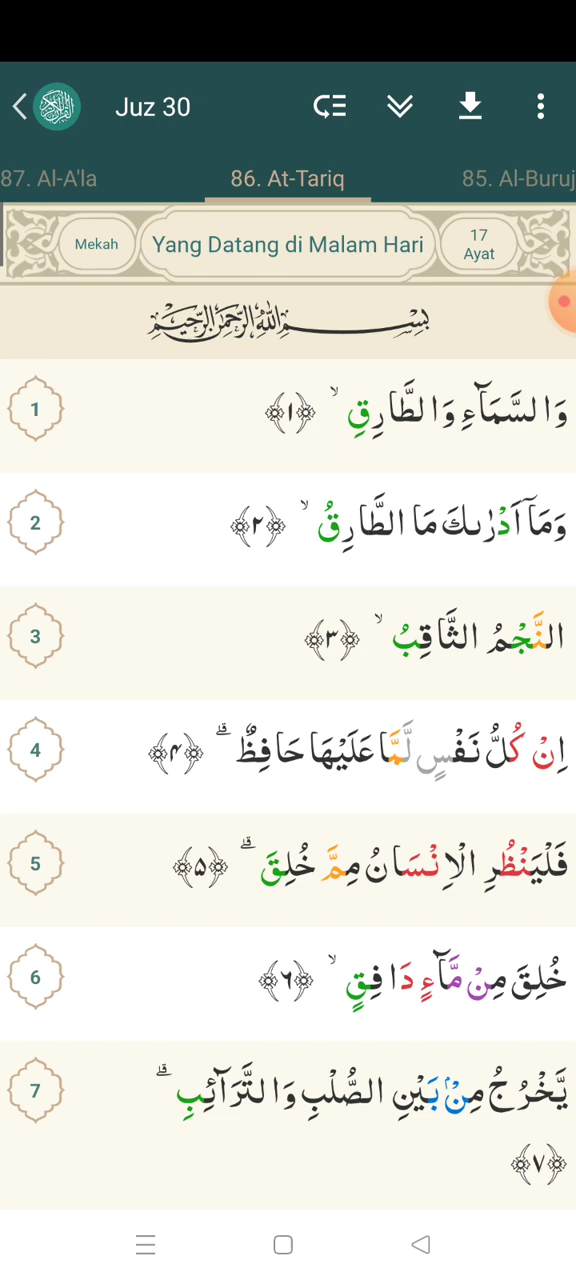 Juz 30
87. Al-A'la
86. At-Tariq
85. Al-Buruj
Mekah
Yang Datang di Malam Hari
17
Ayat
بِسْمِ اللّٰهِ الرَّحْمٰنِ الرَّحِيْمِ
1
وَالسَّمَاۤءِ وَالطَّارِقِۙ ﴿١﴾
2
وَمَآ اَدْرٰىكَ مَا الطَّارِقُۙ ﴿٢﴾
3
النَّجْمُ الثَّاقِبُۙ ﴿٣﴾
4
اِنْ كُلُّ نَفْسٍ لَّمَّا عَلَيْهَا حَافِظٌۗ ﴿۴﴾
5
فَلْيَنْظُرِ الْاِنْسَانُ مِمَّ خُلِقَۗ ﴿۵﴾
6
خُلِقَ مِنْ مَّاۤءٍ دَافِقٍۙ ﴿٦﴾
7
يَّخْرُجُ مِنْۢ بَيْنِ الصُّلْبِ وَالتَّرَاۤئِبِۗ
﴿٧﴾